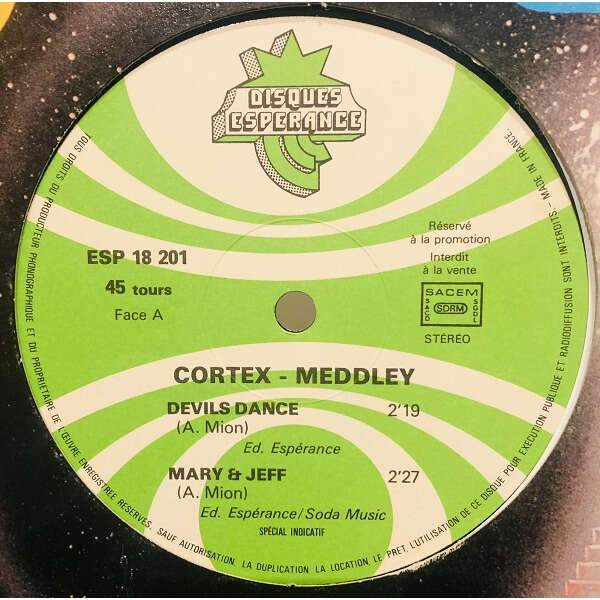 DISQUES
ESPERANCE
ESP 18 201
45 tours
Face A
Réservé
à la promotion
Interdit
à la vente
SACEM
SACD
SDRM
SGDL
STÉRÉO
CORTEX - MEDDLEY
DEVILS DANCE 2'19
(A. Mion)
Ed. Espérance
MARY & JEFF 2'27
(A. Mion)
Ed. Espérance/Soda Music
SPÉCIAL INDICATIF
TOUS DROITS DU PRODUCTEUR PHONOGRAPHIQUE ET DU PROPRIETAIRE DE L'ŒUVRE ENREGISTREE RESERVES. SAUF AUTORISATION, LA DUPLICATION, LA LOCATION, LE PRET, L'UTILISATION DE CE DISQUE POUR EXECUTION PUBLIQUE ET RADIODIFFUSION SONT INTERDITS. - MADE IN FRANCE.